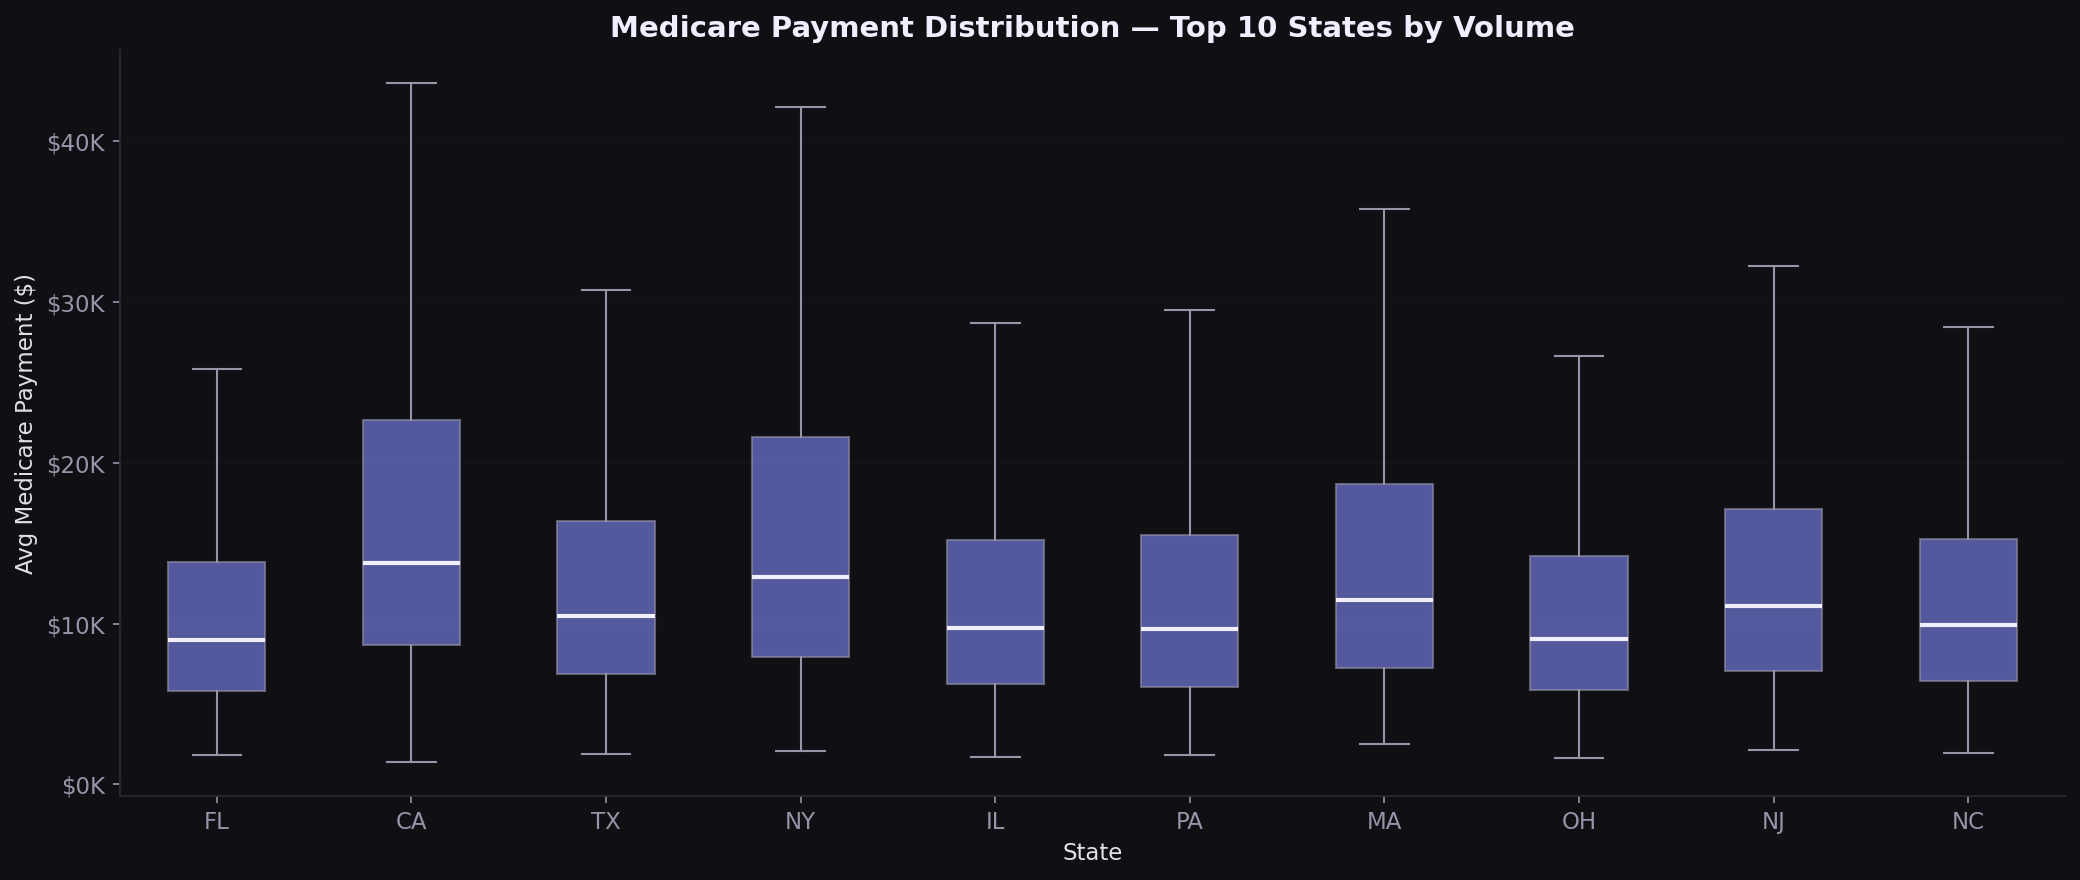 Medicare Payment Distribution — Top 10 States by Volume
Avg Medicare Payment ($)
$40K
$30K
$20K
$10K
$0K
FL CA TX NY IL PA MA OH NJ NC
State